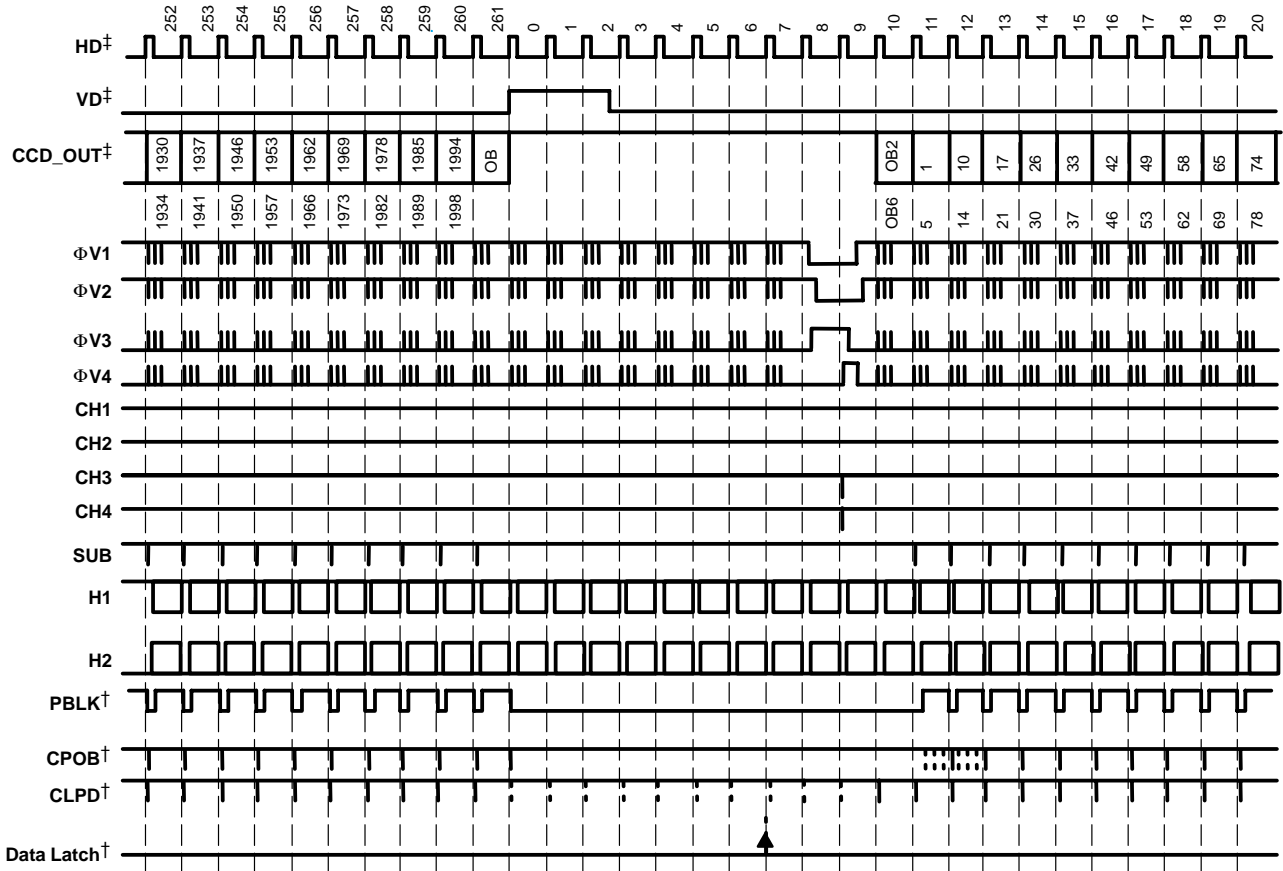 252 253 254 255 256 257 258 259 260 261 0 1 2 3 4 5 6 7 8 9 10 11 12 13 14 15 16 17 18 19 20
HD‡
VD‡
CCD_OUT‡ 1930 1937 1946 1953 1962 1969 1978 1985 1994 OB OB2 1 10 17 26 33 42 49 58 65 74
1934 1941 1950 1957 1966 1973 1982 1989 1998 OB6 5 14 21 30 37 46 53 62 69 78
ΦV1
ΦV2
ΦV3
ΦV4
CH1
CH2
CH3
CH4
SUB
H1
H2
PBLK†
CPOB†
CLPD†
Data Latch†